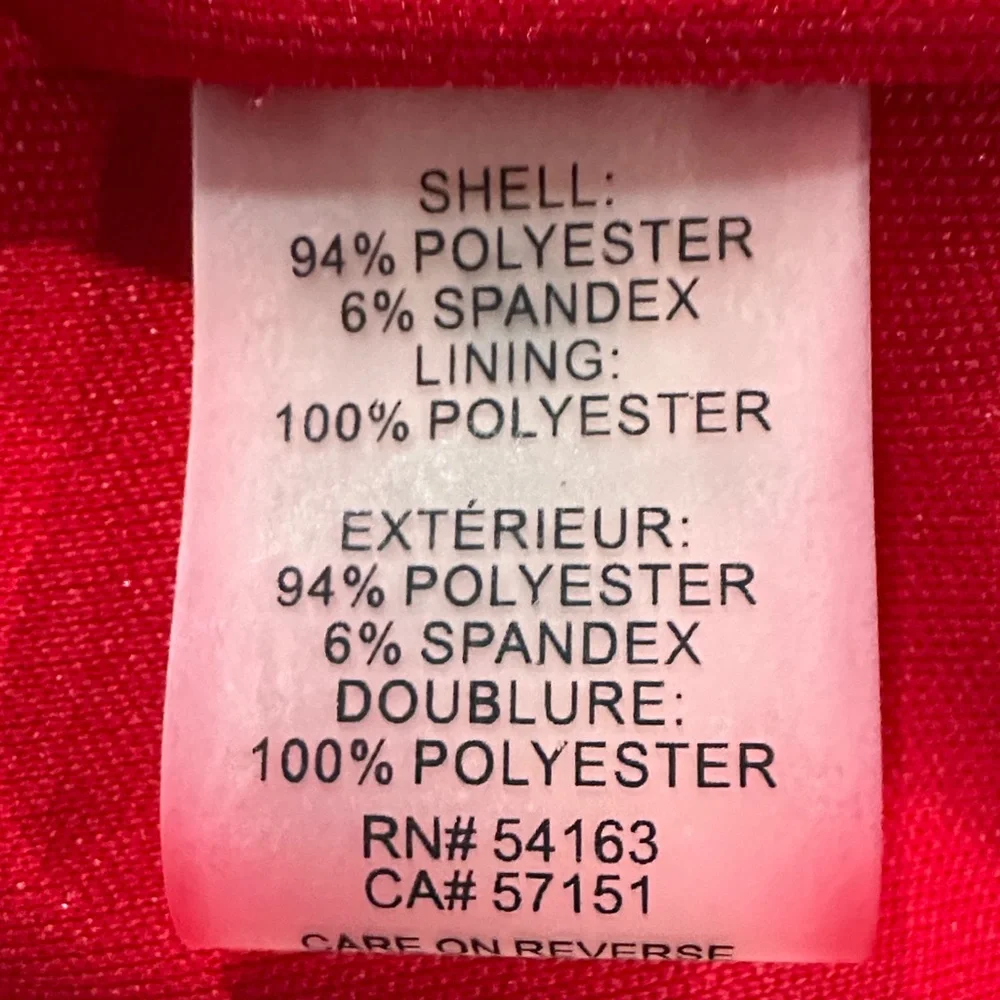 SHELL:
94% POLYESTER
6% SPANDEX
LINING:
100% POLYESTER
EXTÉRIEUR:
94% POLYESTER
6% SPANDEX
DOUBLURE:
100% POLYESTER
RN# 54163
CA# 57151
CARE ON REVERSE